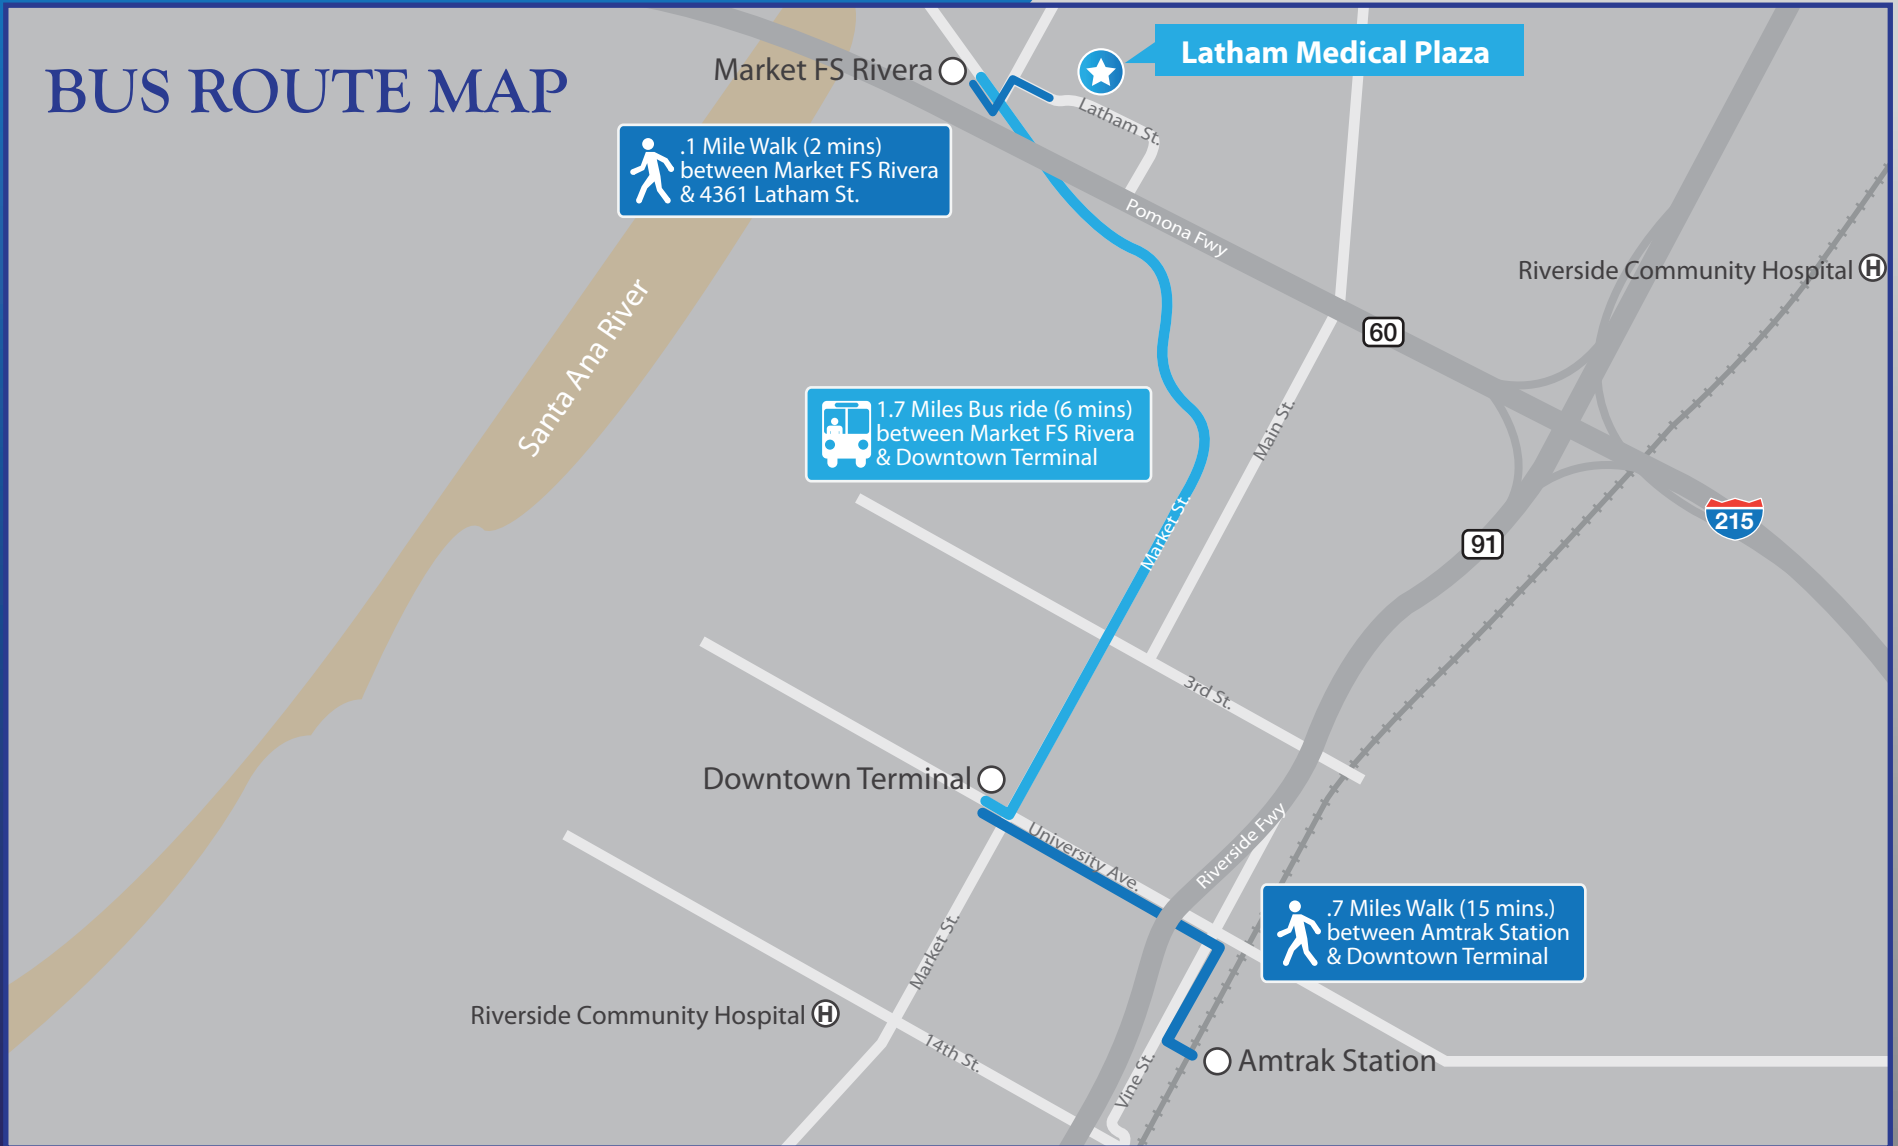 BUS ROUTE MAP
Market FS Rivera
Latham Medical Plaza
Latham St.
.1 Mile Walk (2 mins)
between Market FS Rivera
& 4361 Latham St.
Pomona Fwy
Riverside Community Hospital H
Santa Ana River
60
1.7 Miles Bus ride (6 mins)
between Market FS Rivera
& Downtown Terminal
Main St.
Market St.
215
91
3rd St.
Downtown Terminal
University Ave.
Riverside Fwy
.7 Miles Walk (15 mins.)
between Amtrak Station
& Downtown Terminal
Market St.
Riverside Community Hospital H
14th St.
Vine St.
Amtrak Station